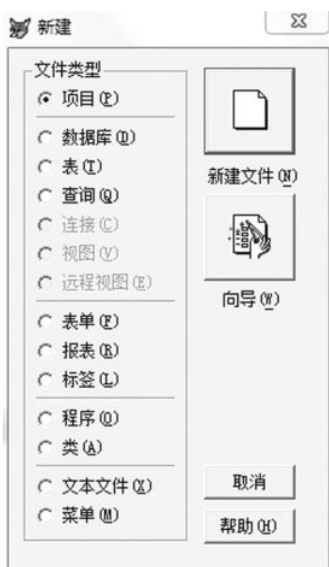 新建
文件类型
项目(P)
数据库(D)
表(T)
查询(Q)
连接(C)
视图(V)
远程视图(E)
表单(F)
报表(R)
标签(L)
程序(O)
类(A)
文本文件(X)
菜单(M)
新建文件(N)
向导(W)
取消
帮助(H)